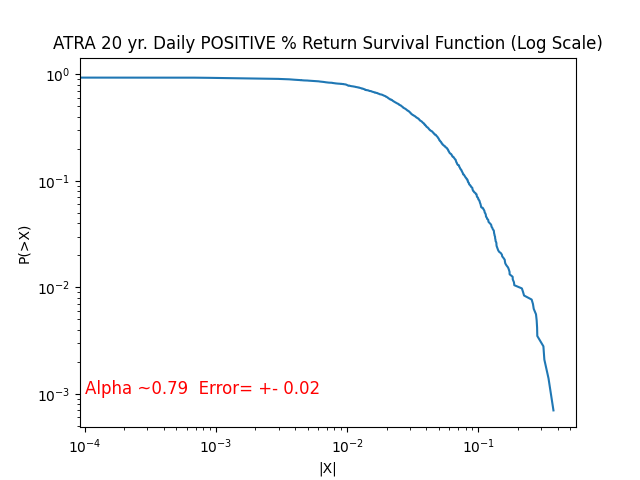 ATRA 20 yr. Daily POSITIVE % Return Survival Function (Log Scale)
P(>X)
10⁰
10⁻¹
10⁻²
10⁻³
Alpha ~0.79  Error= +- 0.02
10⁻⁴ 10⁻³ 10⁻² 10⁻¹
|X|